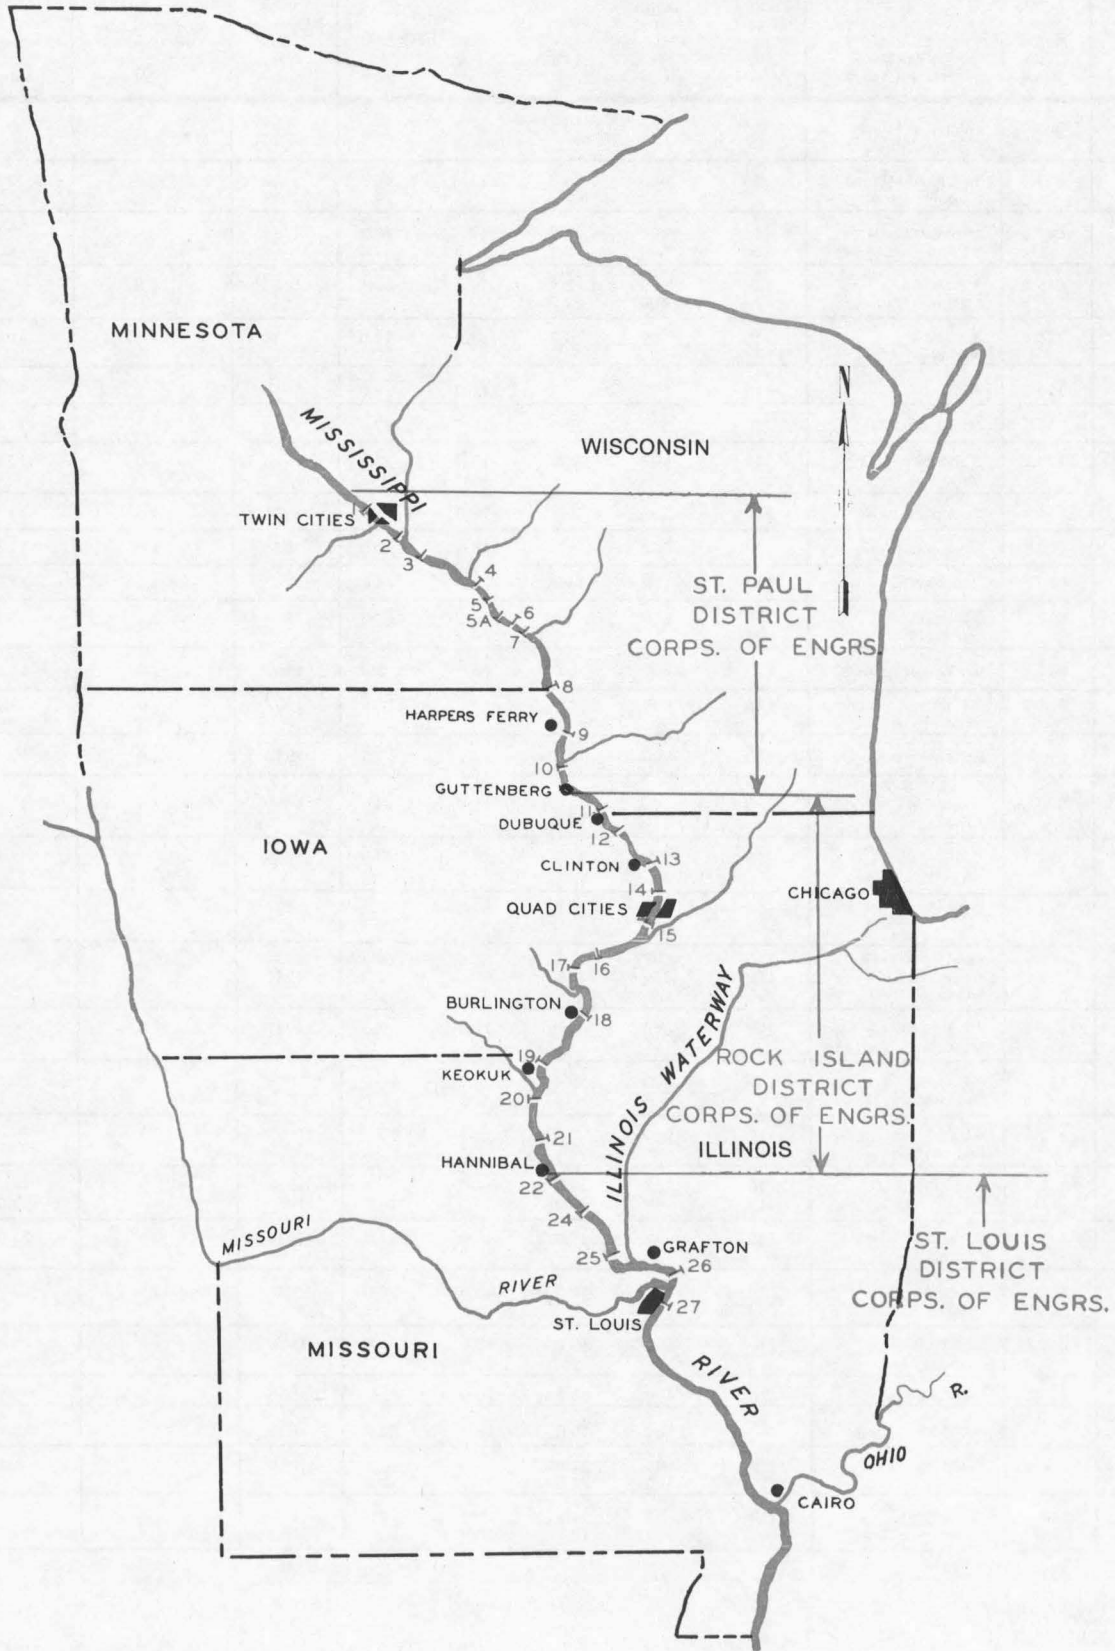 MINNESOTA
N
MISSISSIPPI
WISCONSIN
1
TWIN CITIES
2
3
4
ST. PAUL
DISTRICT
CORPS. OF ENGRS.
5
5A
6
7
8
HARPERS FERRY
9
10
GUTTENBERG
11
DUBUQUE
12
IOWA
CLINTON
13
14
CHICAGO
QUAD CITIES
15
16
17
BURLINGTON
18
ILLINOIS WATERWAY
ROCK ISLAND
DISTRICT
CORPS. OF ENGRS.
ILLINOIS
19
KEOKUK
20
21
HANNIBAL
22
24
MISSOURI
RIVER
25
GRAFTON
26
ST. LOUIS
DISTRICT
CORPS. OF ENGRS.
27
ST. LOUIS
MISSOURI
RIVER
OHIO
R.
CAIRO